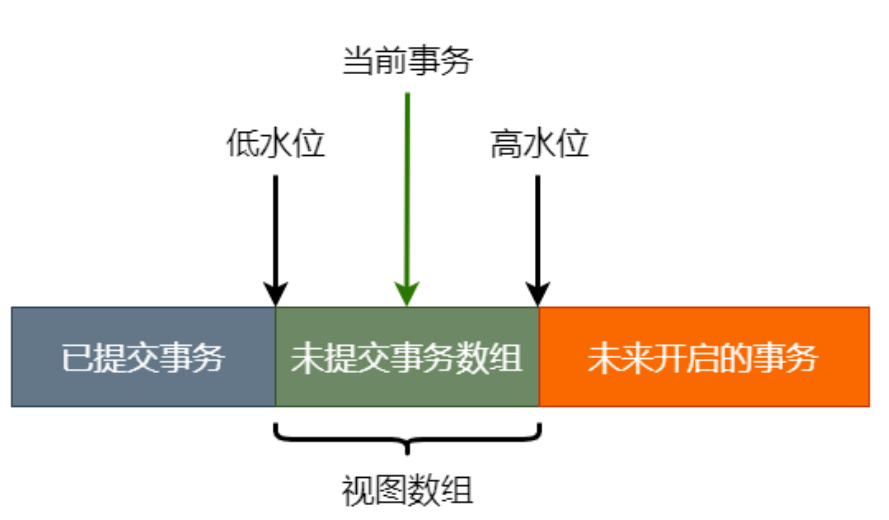 当前事务
低水位
高水位
已提交事务
未提交事务数组
未来开启的事务
视图数组